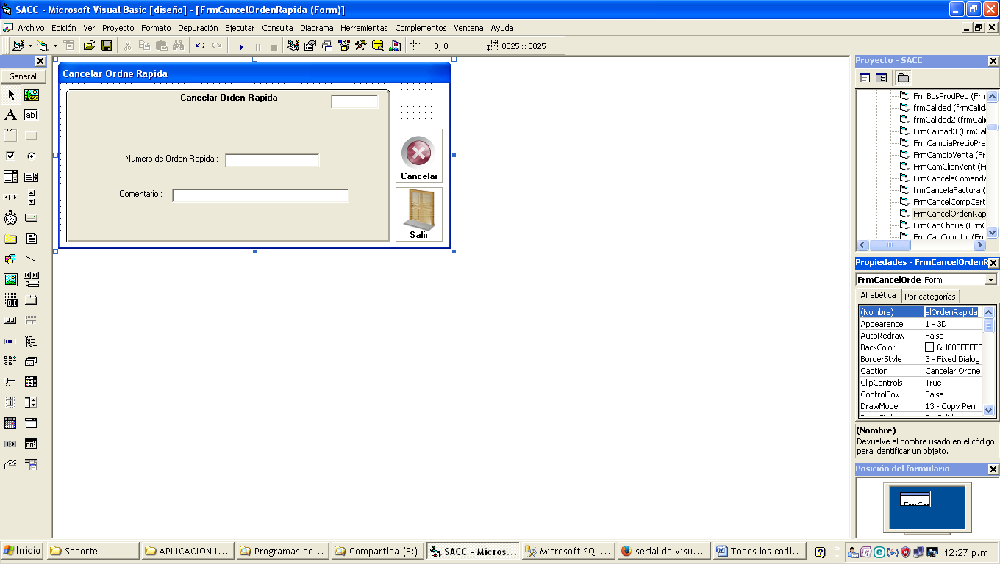 SACC - Microsoft Visual Basic [diseño] - [FrmCancelOrdenRapida (Form)]
Archivo Edición Ver Proyecto Formato Depuración Ejecutar Consulta Diagrama Herramientas Complementos Ventana Ayuda
0, 0 8025 x 3825
General
A ab|
xy
OLE
Cancelar Ordne Rapida
Cancelar Orden Rapida
Numero de Orden Rapida :
Comentario :
Cancelar
Salir
Proyecto - SACC
FrmBusProdPed (Frm
frmCalidad (frmCalida
frmCalidad2 (frmCali
FrmCalidad3 (FrmCal
FrmCambiaPrecioPre
FrmCambioVenta (Fr
FrmCamClienVent (Fr
FrmCancelaComanda
frmCancelaFactura (
FrmCancelCompCart
FrmCancelOrdenRap
FrmCanChque (FrmC
FrmCanCompLic (Frm
Propiedades - FrmCancelOrdenR
FrmCancelOrde Form
Alfabética Por categorías
(Nombre) elOrdenRapida
Appearance 1 - 3D
AutoRedraw False
BackColor &H00FFFFFF
BorderStyle 3 - Fixed Dialog
Caption Cancelar Ordne
ClipControls True
ControlBox False
DrawMode 13 - Copy Pen
(Nombre)
Devuelve el nombre usado en el código
para identificar un objeto.
Posición del formulario
FrmCan
Inicio Soporte APLICACION I... Programas de... Compartida (E:) SACC - Micros... Microsoft SQL... serial de visu... Todos los codi... 12:27 p.m.